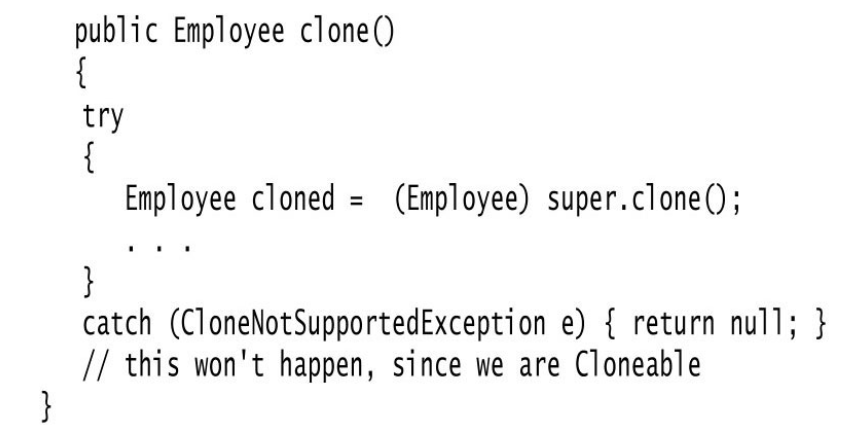 public Employee clone()
{
try
{
Employee cloned = (Employee) super.clone();
. . .
}
catch (CloneNotSupportedException e) { return null; }
// this won't happen, since we are Cloneable
}